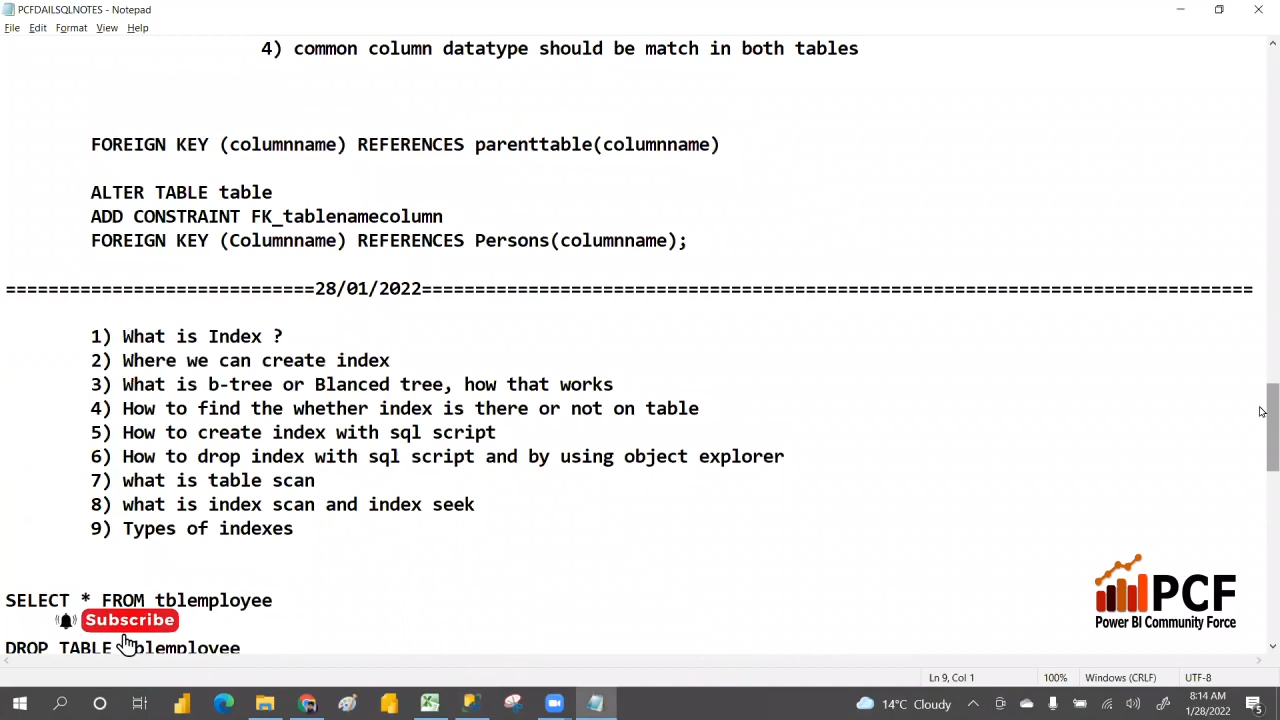 PCFDAILSQLNOTES - Notepad
File Edit Format View Help
4) common column datatype should be match in both tables
FOREIGN KEY (columnname) REFERENCES parenttable(columnname)
ALTER TABLE table
ADD CONSTRAINT FK_tablenamecolumn
FOREIGN KEY (Columnname) REFERENCES Persons(columnname);
=============================28/01/2022==============================================================================
1) What is Index ?
2) Where we can create index
3) What is b-tree or Blanced tree, how that works
4) How to find the whether index is there or not on table
5) How to create index with sql script
6) How to drop index with sql script and by using object explorer
7) what is table scan
8) what is index scan and index seek
9) Types of indexes
SELECT * FROM tblemployee
Subscribe
DROP TABLE blemployee
PCF
Power BI Community Force
Ln 9, Col 1 100% Windows (CRLF) UTF-8
14°C Cloudy
8:14 AM
1/28/2022
5